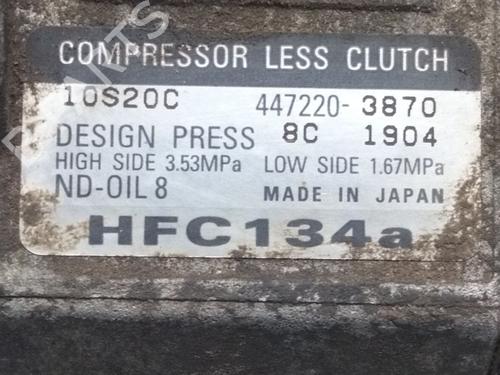 COMPRESSOR LESS CLUTCH
10S20C 447220-3870
DESIGN PRESS 8C 1904
HIGH SIDE 3.53MPa LOW SIDE 1.67MPa
ND-OIL 8 MADE IN JAPAN
HFC134a